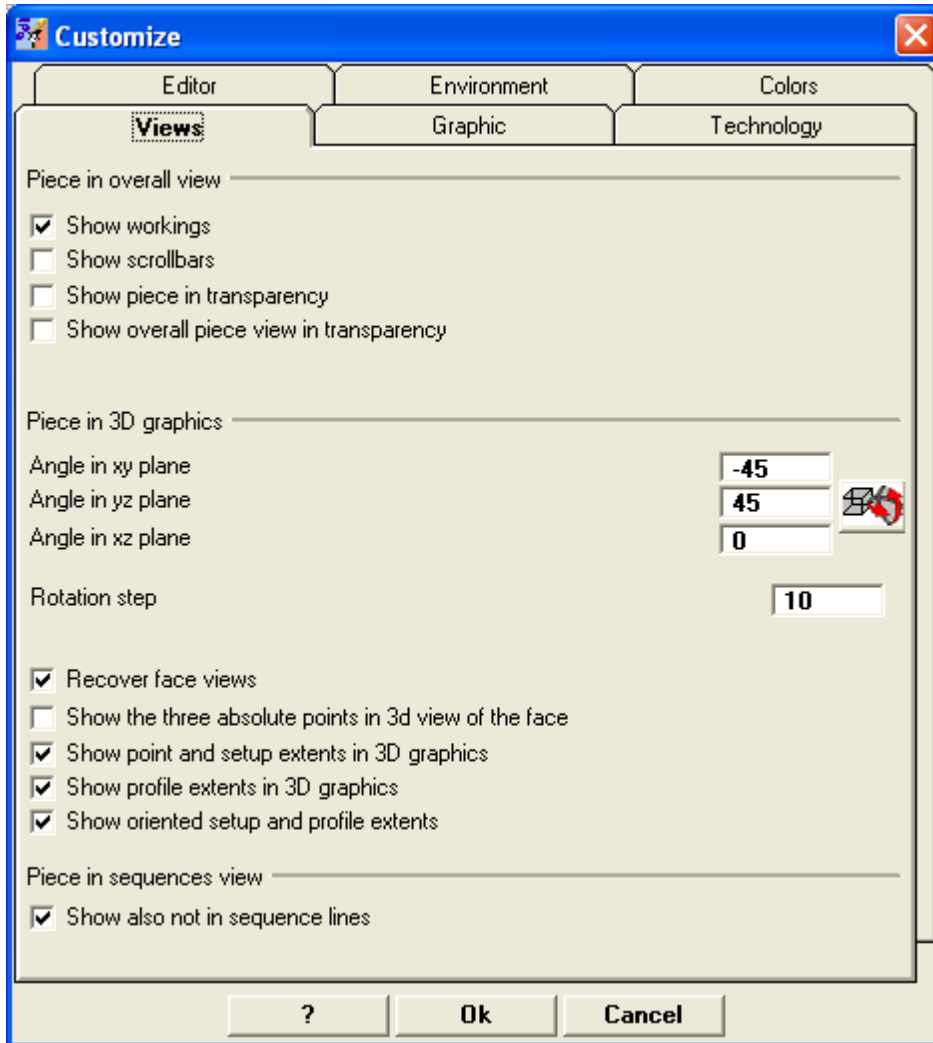 Customize
Editor Environment Colors
Views Graphic Technology
Piece in overall view
Show workings
Show scrollbars
Show piece in transparency
Show overall piece view in transparency
Piece in 3D graphics
Angle in xy plane -45
Angle in yz plane 45
Angle in xz plane 0
Rotation step 10
Recover face views
Show the three absolute points in 3d view of the face
Show point and setup extents in 3D graphics
Show profile extents in 3D graphics
Show oriented setup and profile extents
Piece in sequences view
Show also not in sequence lines
? Ok Cancel